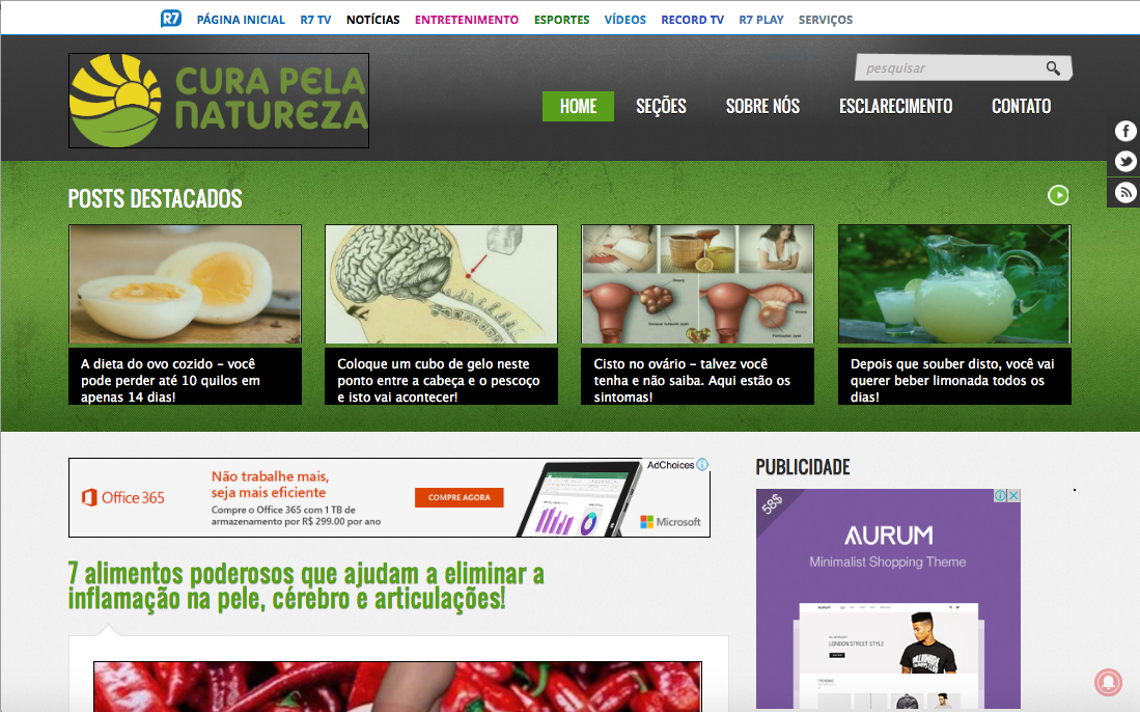 R7 PÁGINA INICIAL R7 TV NOTÍCIAS ENTRETENIMENTO ESPORTES VÍDEOS RECORD TV R7 PLAY SERVIÇOS
CURA PELA
NATUREZA
pesquisar
HOME SEÇÕES SOBRE NÓS ESCLARECIMENTO CONTATO
POSTS DESTACADOS
A dieta do ovo cozido – você
pode perder até 10 quilos em
apenas 14 dias!
Coloque um cubo de gelo neste
ponto entre a cabeça e o pescoço
e isto vai acontecer!
Cisto no ovário – talvez você
tenha e não saiba. Aqui estão os
sintomas!
Depois que souber disto, você vai
querer beber limonada todos os
dias!
Office 365
Não trabalhe mais,
seja mais eficiente
Compre o Office 365 com 1 TB de
armazenamento por R$ 299.00 por ano
COMPRE AGORA
AdChoices
Microsoft
PUBLICIDADE
58$
AURUM
Minimalist Shopping Theme
LONDON STREET STYLE
7 alimentos poderosos que ajudam a eliminar a
inflamação na pele, cérebro e articulações!